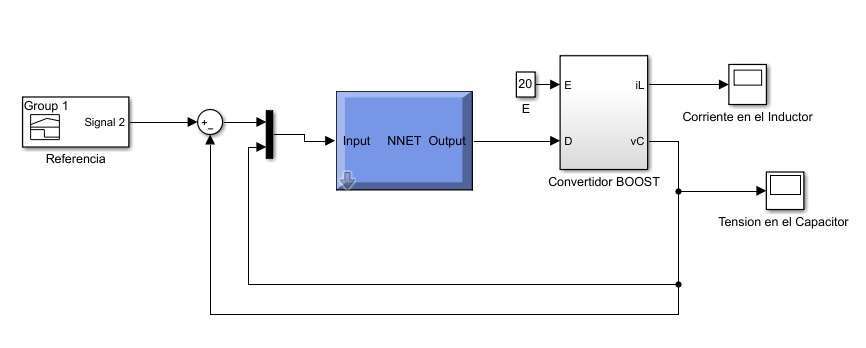 Group 1
Signal 2
Referencia
+
−
Input
NNET
Output
20
E
E
D
iL
vC
Convertidor BOOST
Corriente en el Inductor
Tension en el Capacitor